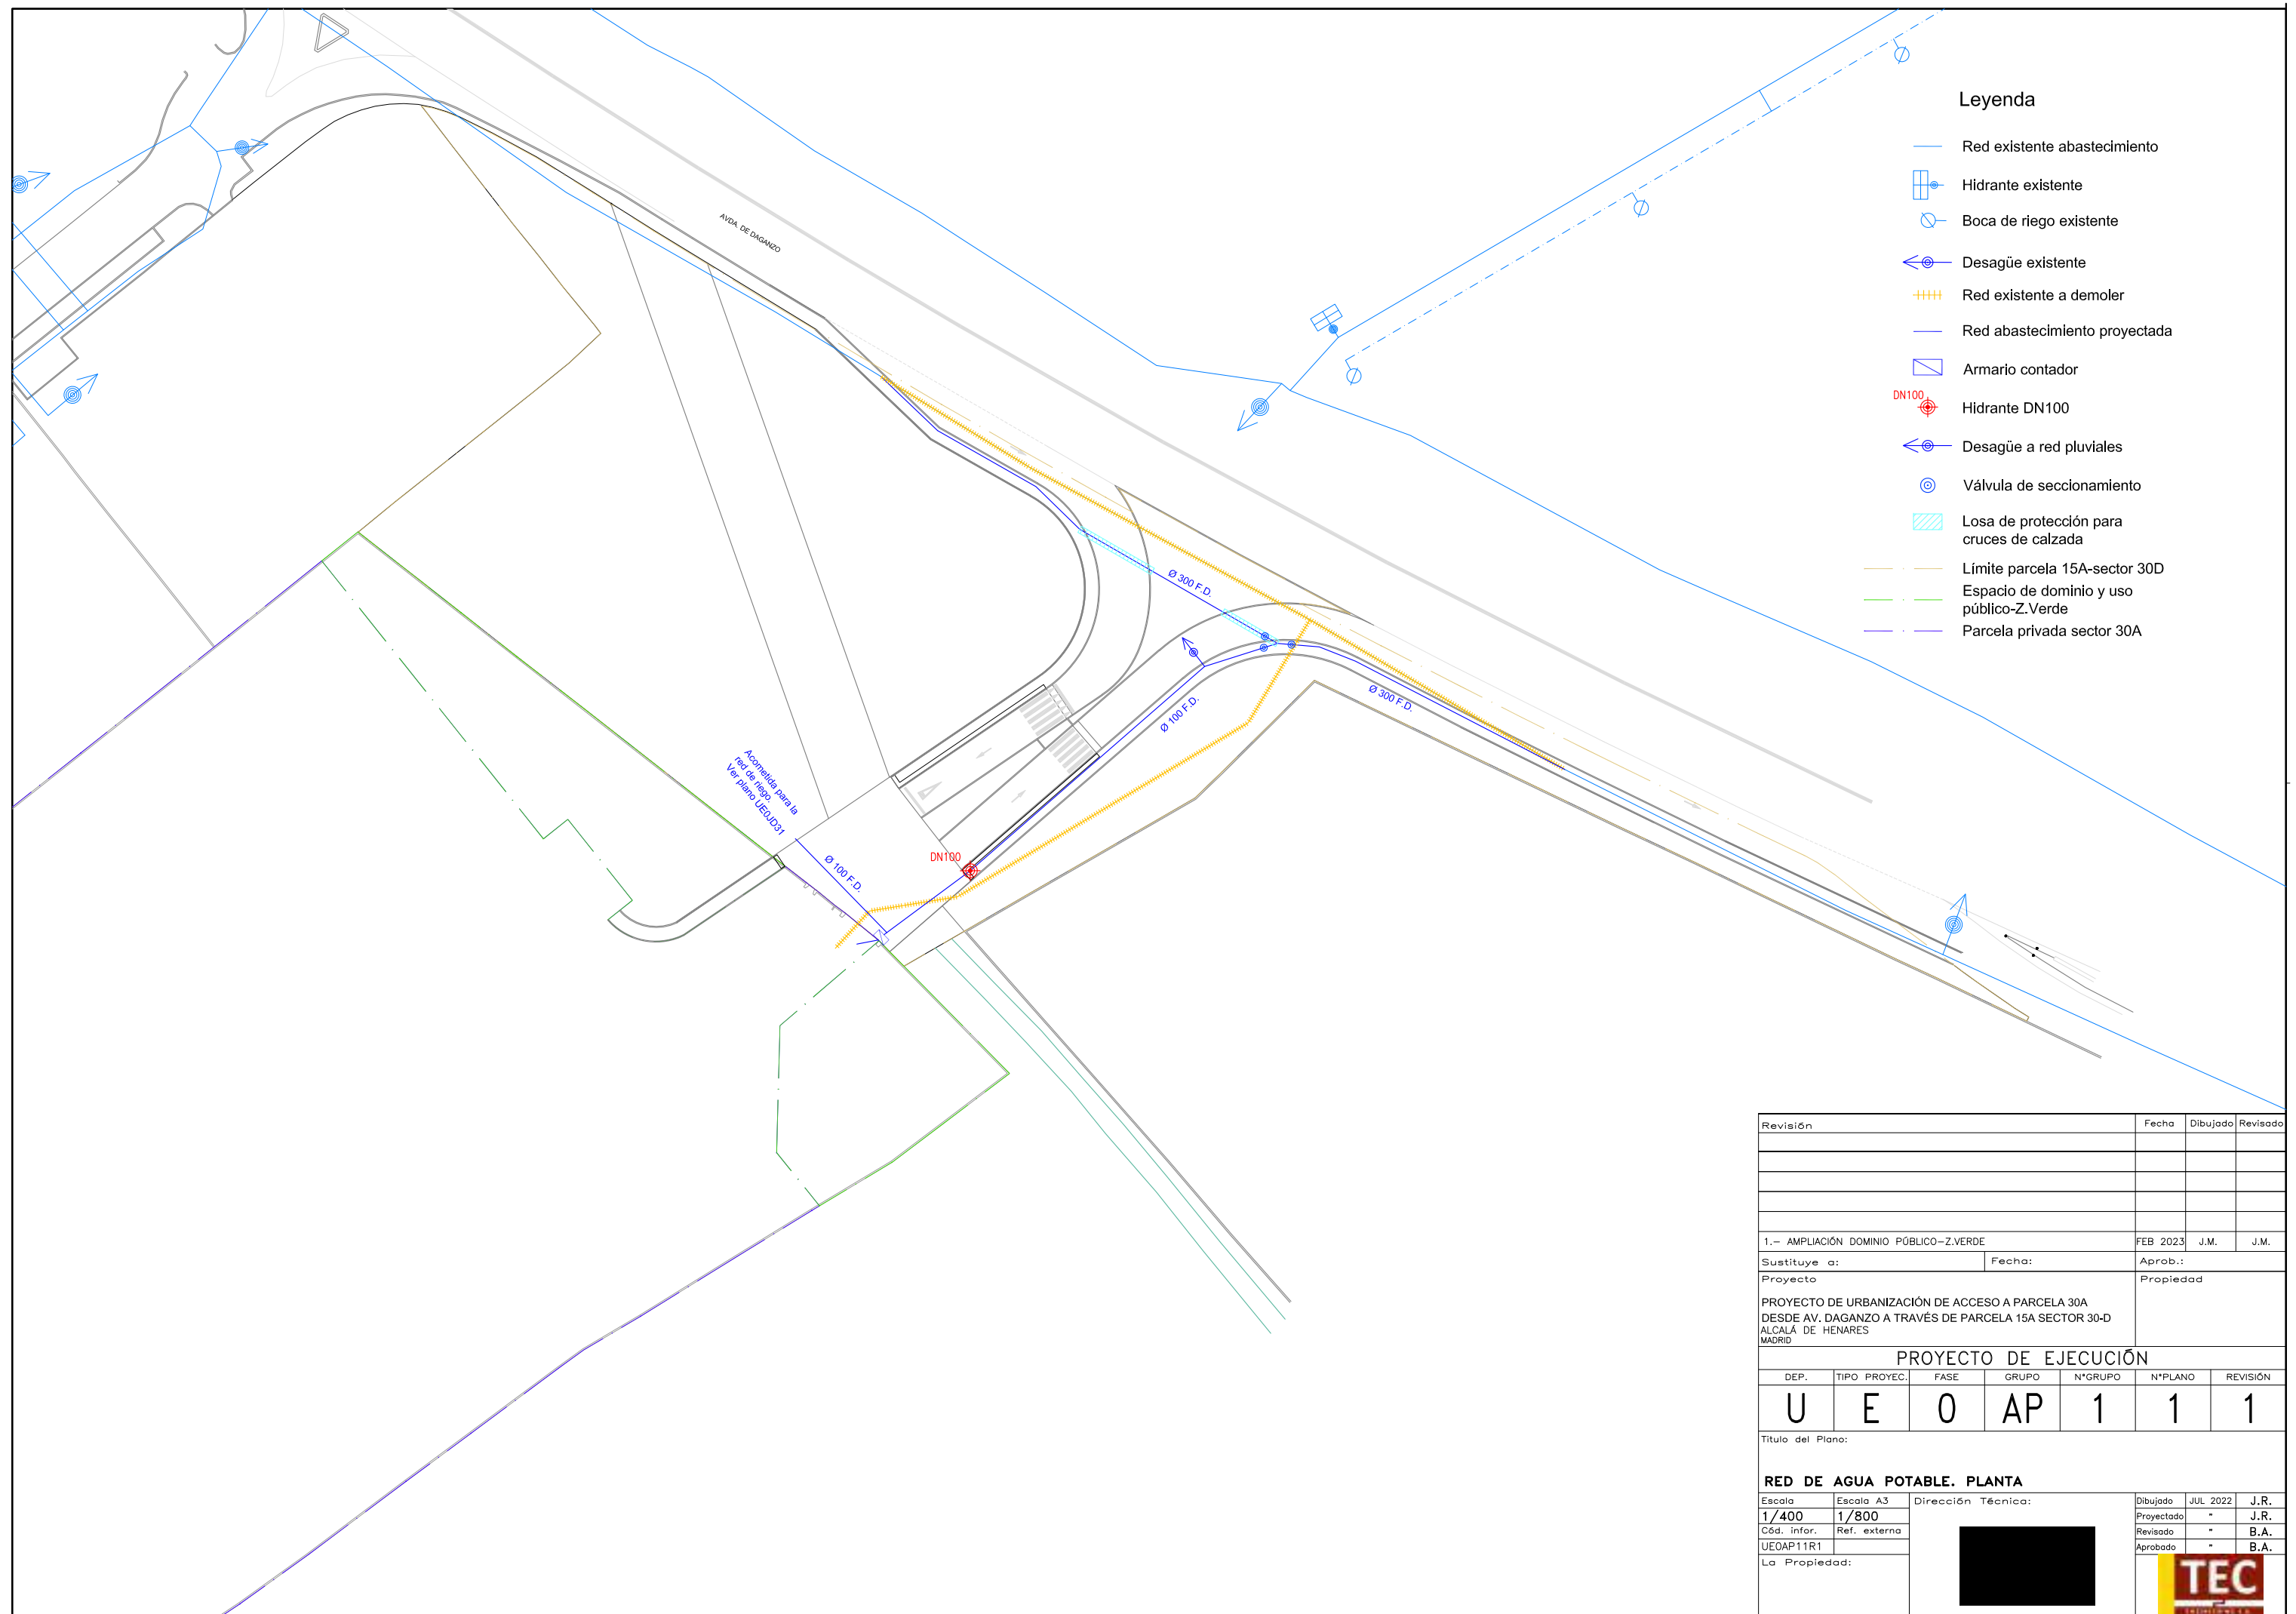 AVDA. DE DAGANZO
Leyenda
Red existente abastecimiento
Hidrante existente
Boca de riego existente
Desagüe existente
Red existente a demoler
Red abastecimiento proyectada
Armario contador
DN100
Hidrante DN100
Desagüe a red pluviales
Válvula de seccionamiento
Losa de protección para
cruces de calzada
Límite parcela 15A-sector 30D
Espacio de dominio y uso
público-Z.Verde
Parcela privada sector 30A
Ø 300 F.D.
Ø 300 F.D.
Ø 100 F.D.
Acometida para la
red de riego.
Ver plano UE0JD31
Ø 100 F.D.
DN100
Revisión Fecha Dibujado Revisado
1.- AMPLIACIÓN DOMINIO PÚBLICO-Z.VERDE FEB 2023 J.M. J.M.
Sustituye a: Fecha: Aprob.:
Proyecto Propiedad
PROYECTO DE URBANIZACIÓN DE ACCESO A PARCELA 30A
DESDE AV. DAGANZO A TRAVÉS DE PARCELA 15A SECTOR 30-D
ALCALÁ DE HENARES
MADRID
PROYECTO DE EJECUCIÓN
DEP. TIPO PROYEC. FASE GRUPO NºGRUPO NºPLANO REVISIÓN
U E 0 AP 1 1 1
Titulo del Plano:
RED DE AGUA POTABLE. PLANTA
Escala Escala A3 Dirección Técnica: Dibujado JUL 2022 J.R.
1/400 1/800 Proyectado " J.R.
Cód. infor. Ref. externa Revisado " B.A.
UE0AP11R1 Aprobado " B.A.
La Propiedad:
TEC